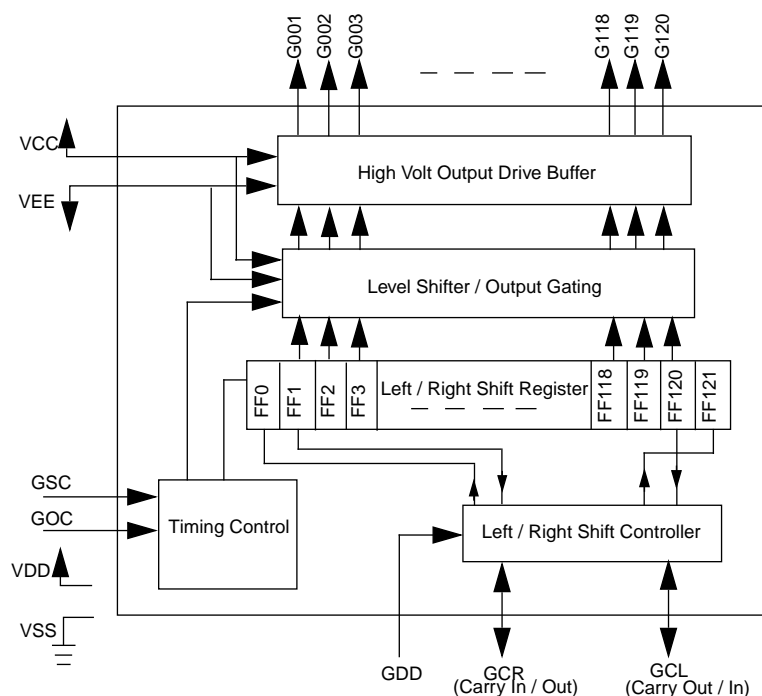 G001
G002
G003
G118
G119
G120
VCC
High Volt Output Drive Buffer
VEE
Level Shifter / Output Gating
FF0
FF1
FF2
FF3
Left / Right Shift Register
FF118
FF119
FF120
FF121
GSC
GOC
Timing Control
Left / Right Shift Controller
VDD
VSS
GDD
GCR
(Carry In / Out)
GCL
(Carry Out / In)